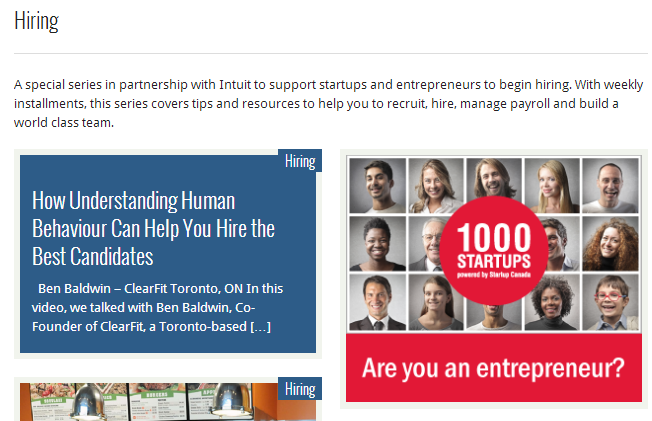 Hiring
A special series in partnership with Intuit to support startups and entrepreneurs to begin hiring. With weekly
installments, this series covers tips and resources to help you to recruit, hire, manage payroll and build a
world class team.
Hiring
How Understanding Human
Behaviour Can Help You Hire the
Best Candidates
Ben Baldwin – ClearFit Toronto, ON In this
video, we talked with Ben Baldwin, Co-
Founder of ClearFit, a Toronto-based […]
1000
STARTUPS
powered by Startup Canada
Are you an entrepreneur?
Hiring
BURGERS